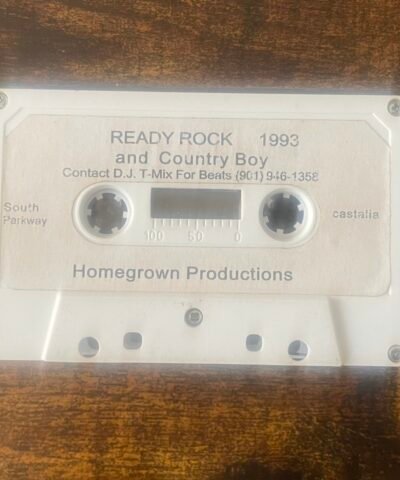 READY ROCK 1993
and Country Boy
Contact D.J. T-Mix For Beats (901) 946-1358
South
Parkway
castalia
100 50 0
Homegrown Productions